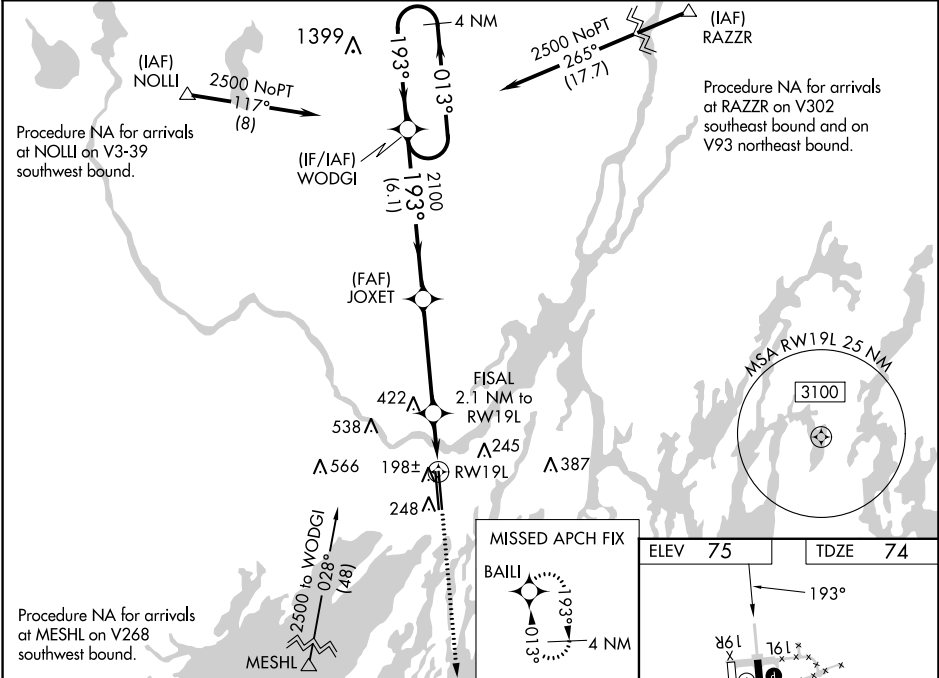 1399
4 NM
193°
013°
(IAF)
NOLLI
2500 NoPT
117°
(8)
Procedure NA for arrivals
at NOLLI on V3-39
southwest bound.
2500 NoPT
265°
(17.7)
(IAF)
RAZZR
Procedure NA for arrivals
at RAZZR on V302
southeast bound and on
V93 northeast bound.
(IF/IAF)
WODGI
2100
193°
(6.1)
(FAF)
JOXET
MSA RW19L 25 NM
3100
FISAL
2.1 NM to
RW19L
422
538
245
566
198±
RW19L
387
248
2500 to WODGI
028°
(48)
MESHL
Procedure NA for arrivals
at MESHL on V268
southwest bound.
MISSED APCH FIX
BAILI
193°
013°
4 NM
ELEV 75
TDZE 74
193°
19R
19L
P